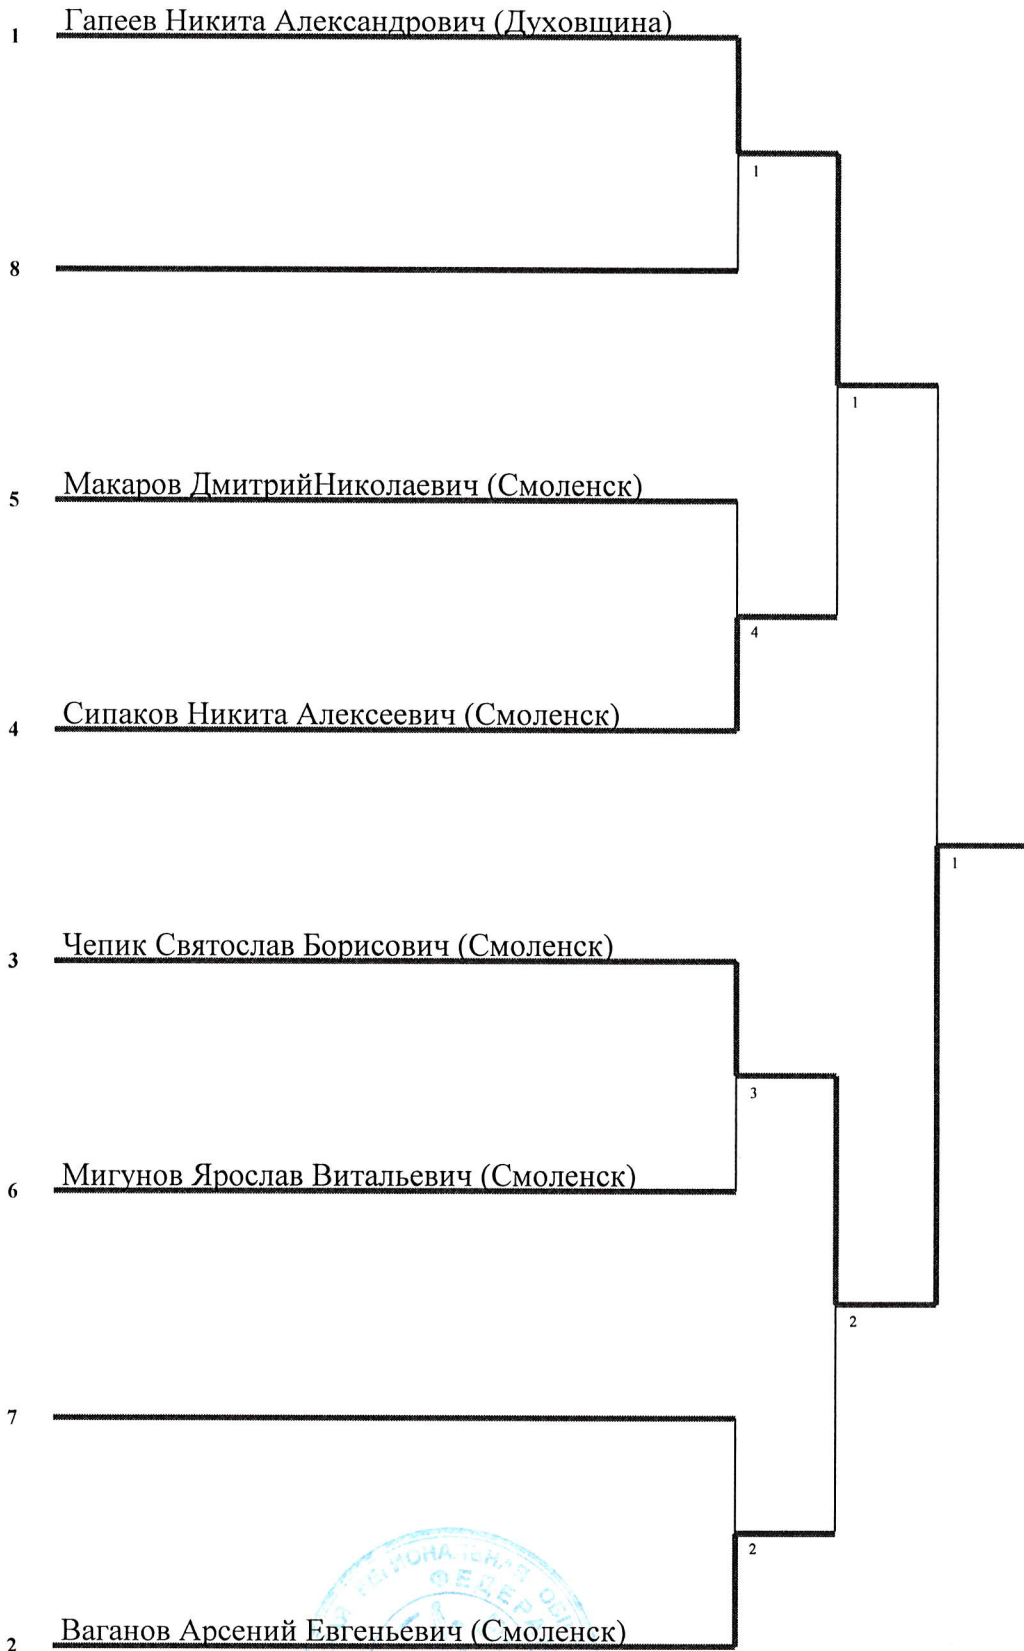 1 Гапеев Никита Александрович (Духовщина)
1
8
1
5 Макаров ДмитрийНиколаевич (Смоленск)
4
4 Сипаков Никита Алексеевич (Смоленск)
1
3 Чепик Святослав Борисович (Смоленск)
3
6 Мигунов Ярослав Витальевич (Смоленск)
2
7
2
2 Ваганов Арсений Евгеньевич (Смоленск)